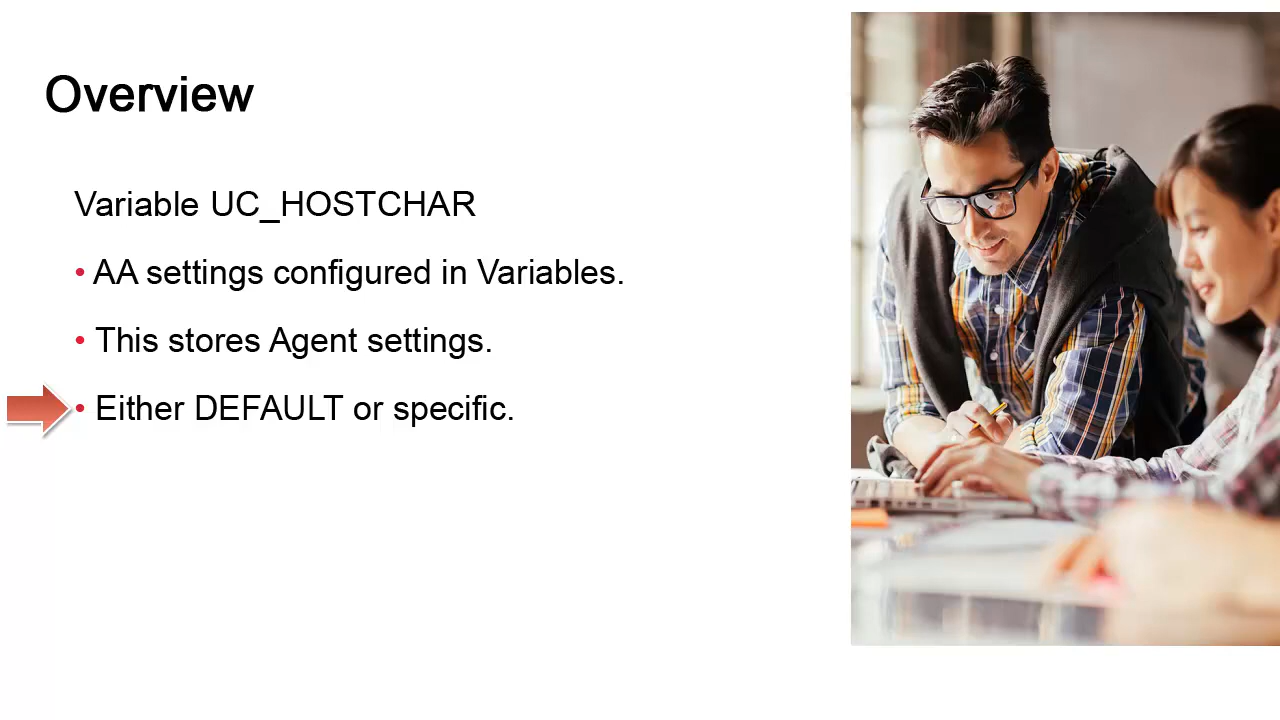 Overview
Variable UC_HOSTCHAR
• AA settings configured in Variables.
• This stores Agent settings.
• Either DEFAULT or specific.